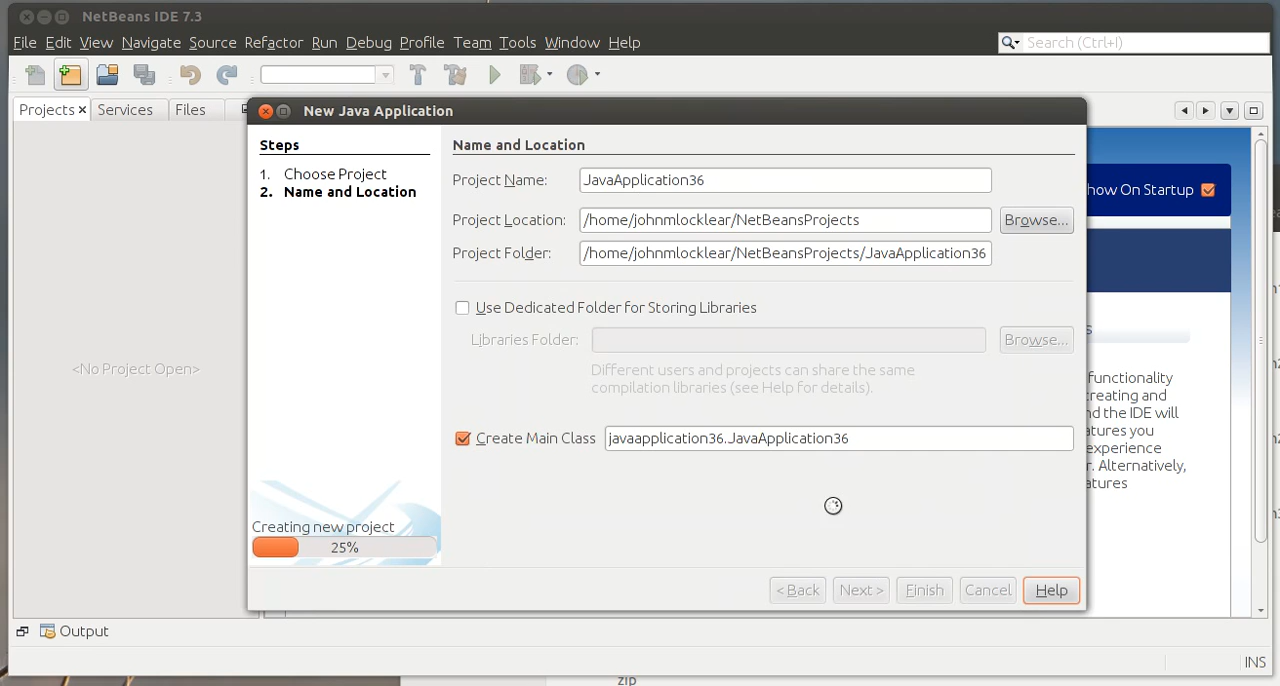 NetBeans IDE 7.3
File Edit View Navigate Source Refactor Run Debug Profile Team Tools Window Help
Search (Ctrl+I)
Projects Services Files
New Java Application
Steps
1. Choose Project
2. Name and Location
Name and Location
Project Name: JavaApplication36
Project Location: /home/johnmlocklear/NetBeansProjects Browse...
Project Folder: /home/johnmlocklear/NetBeansProjects/JavaApplication36
Use Dedicated Folder for Storing Libraries
Libraries Folder: Browse...
Different users and projects can share the same
compilation libraries (see Help for details).
Create Main Class javaapplication36.JavaApplication36
Creating new project
25%
< Back Next > Finish Cancel Help
<No Project Open>
how On Startup
functionality
creating and
nd the IDE will
atures you
experience
r. Alternatively,
atures
Output
INS
zip